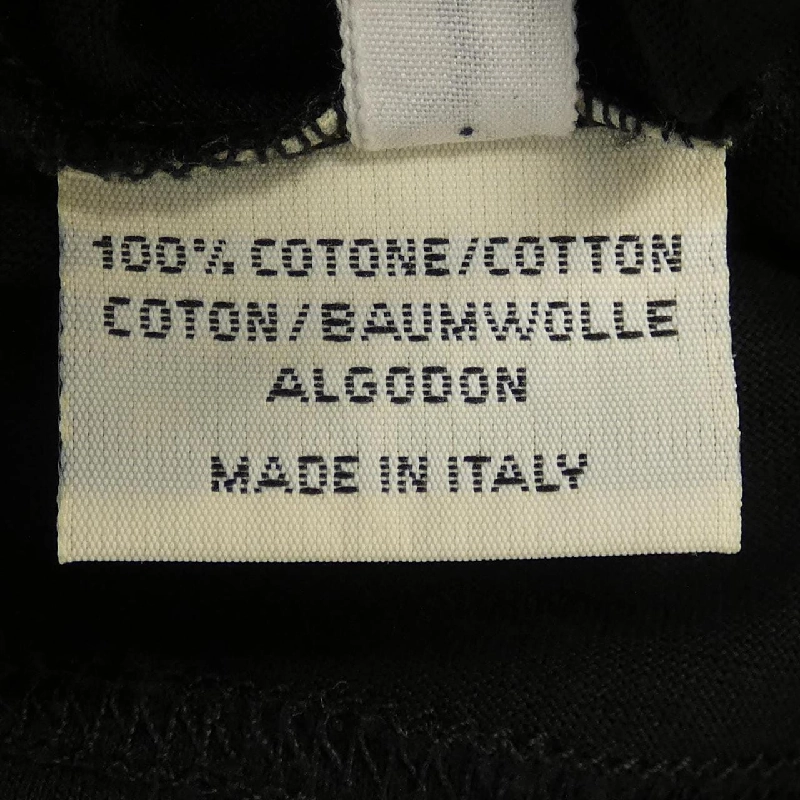 100% COTONE/COTTON
COTON/BAUMWOLLE
ALGODON
MADE IN ITALY